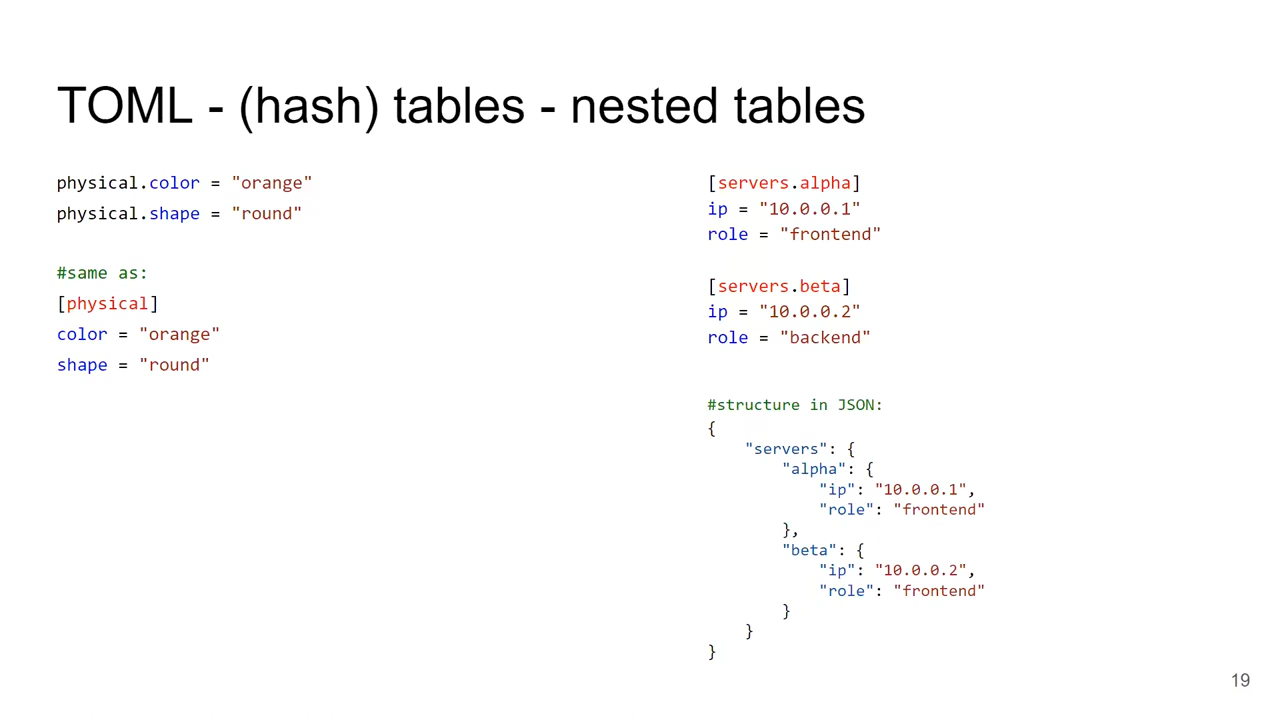 TOML - (hash) tables - nested tables
physical.color = "orange"
physical.shape = "round"
#same as:
[physical]
color = "orange"
shape = "round"
[servers.alpha]
ip = "10.0.0.1"
role = "frontend"
[servers.beta]
ip = "10.0.0.2"
role = "backend"
#structure in JSON:
{
    "servers": {
        "alpha": {
            "ip": "10.0.0.1",
            "role": "frontend"
        },
        "beta": {
            "ip": "10.0.0.2",
            "role": "frontend"
        }
    }
}
19